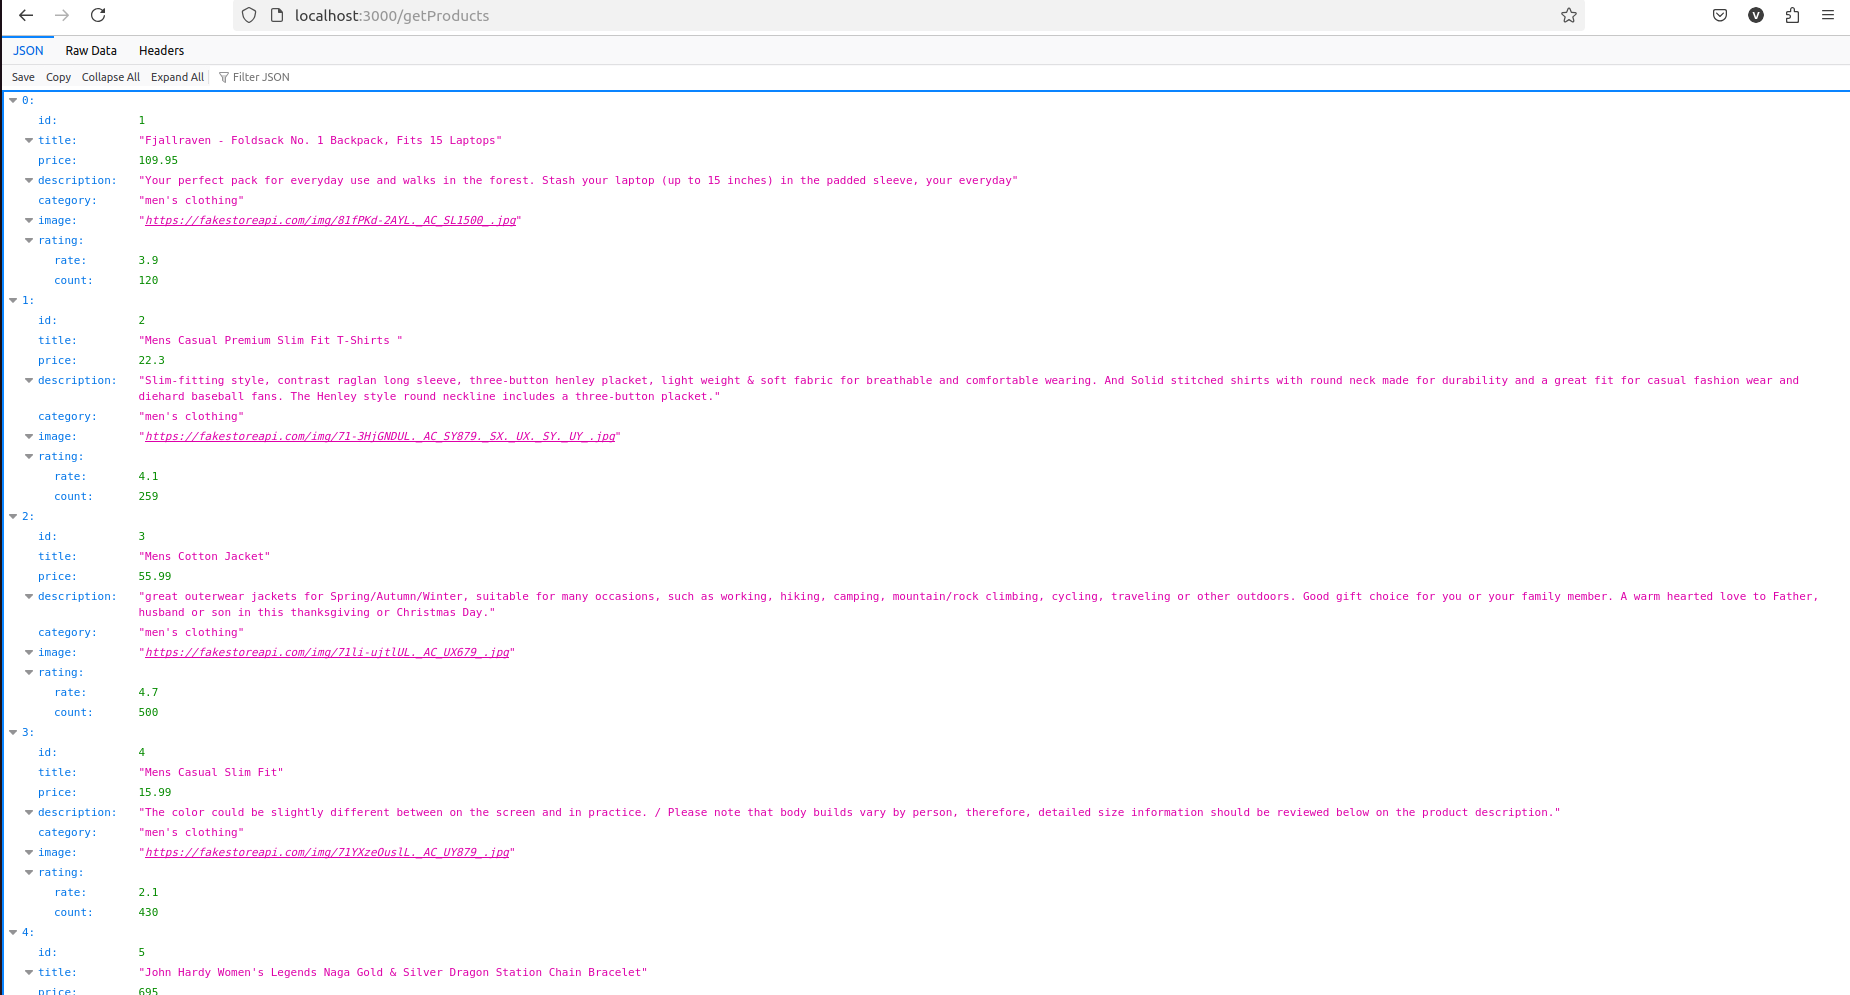 localhost:3000/getProducts
V
JSON Raw Data Headers
Save Copy Collapse All Expand All Filter JSON
0:
id: 1
title: "Fjallraven - Foldsack No. 1 Backpack, Fits 15 Laptops"
price: 109.95
description: "Your perfect pack for everyday use and walks in the forest. Stash your laptop (up to 15 inches) in the padded sleeve, your everyday"
category: "men's clothing"
image: "https://fakestoreapi.com/img/81fPKd-2AYL._AC_SL1500_.jpg"
rating:
rate: 3.9
count: 120
1:
id: 2
title: "Mens Casual Premium Slim Fit T-Shirts "
price: 22.3
description: "Slim-fitting style, contrast raglan long sleeve, three-button henley placket, light weight & soft fabric for breathable and comfortable wearing. And Solid stitched shirts with round neck made for durability and a great fit for casual fashion wear and
diehard baseball fans. The Henley style round neckline includes a three-button placket."
category: "men's clothing"
image: "https://fakestoreapi.com/img/71-3HjGNDUL._AC_SY879._SX._UX._SY._UY_.jpg"
rating:
rate: 4.1
count: 259
2:
id: 3
title: "Mens Cotton Jacket"
price: 55.99
description: "great outerwear jackets for Spring/Autumn/Winter, suitable for many occasions, such as working, hiking, camping, mountain/rock climbing, cycling, traveling or other outdoors. Good gift choice for you or your family member. A warm hearted love to Father,
husband or son in this thanksgiving or Christmas Day."
category: "men's clothing"
image: "https://fakestoreapi.com/img/71li-ujtlUL._AC_UX679_.jpg"
rating:
rate: 4.7
count: 500
3:
id: 4
title: "Mens Casual Slim Fit"
price: 15.99
description: "The color could be slightly different between on the screen and in practice. / Please note that body builds vary by person, therefore, detailed size information should be reviewed below on the product description."
category: "men's clothing"
image: "https://fakestoreapi.com/img/71YXzeOuslL._AC_UY879_.jpg"
rating:
rate: 2.1
count: 430
4:
id: 5
title: "John Hardy Women's Legends Naga Gold & Silver Dragon Station Chain Bracelet"
price: 695